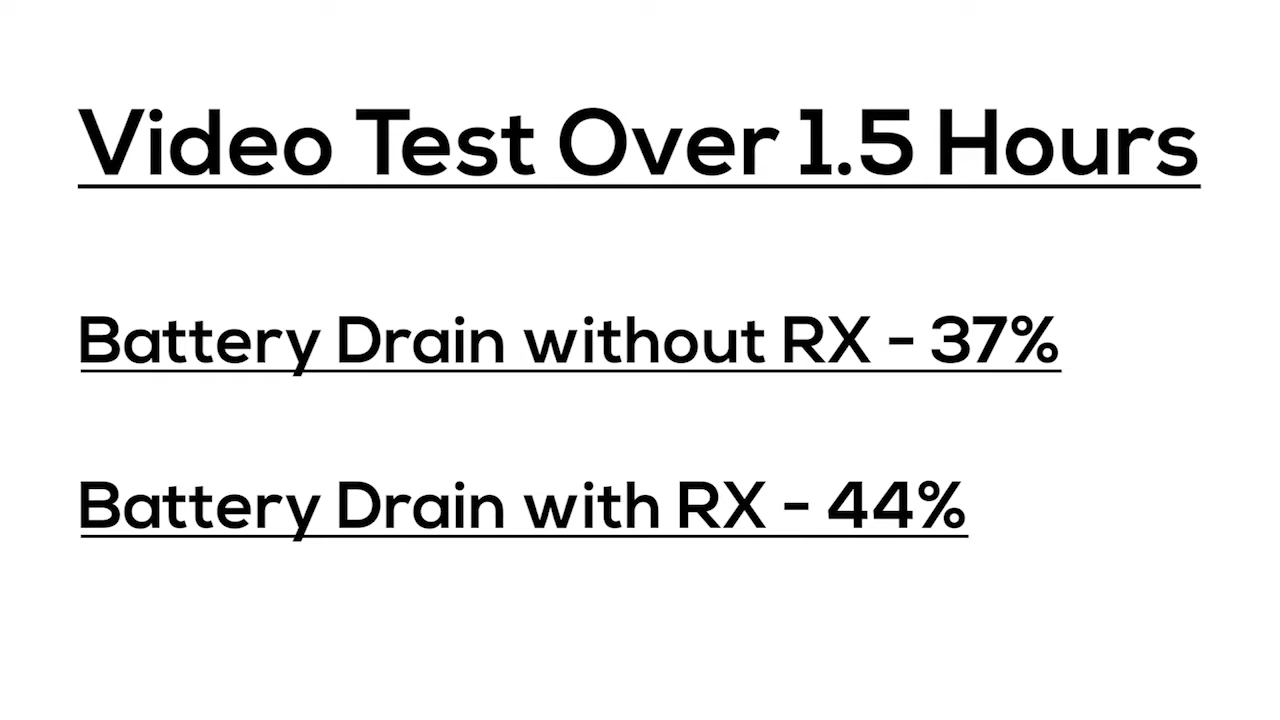 Video Test Over 1.5 Hours
Battery Drain without RX - 37%
Battery Drain with RX - 44%